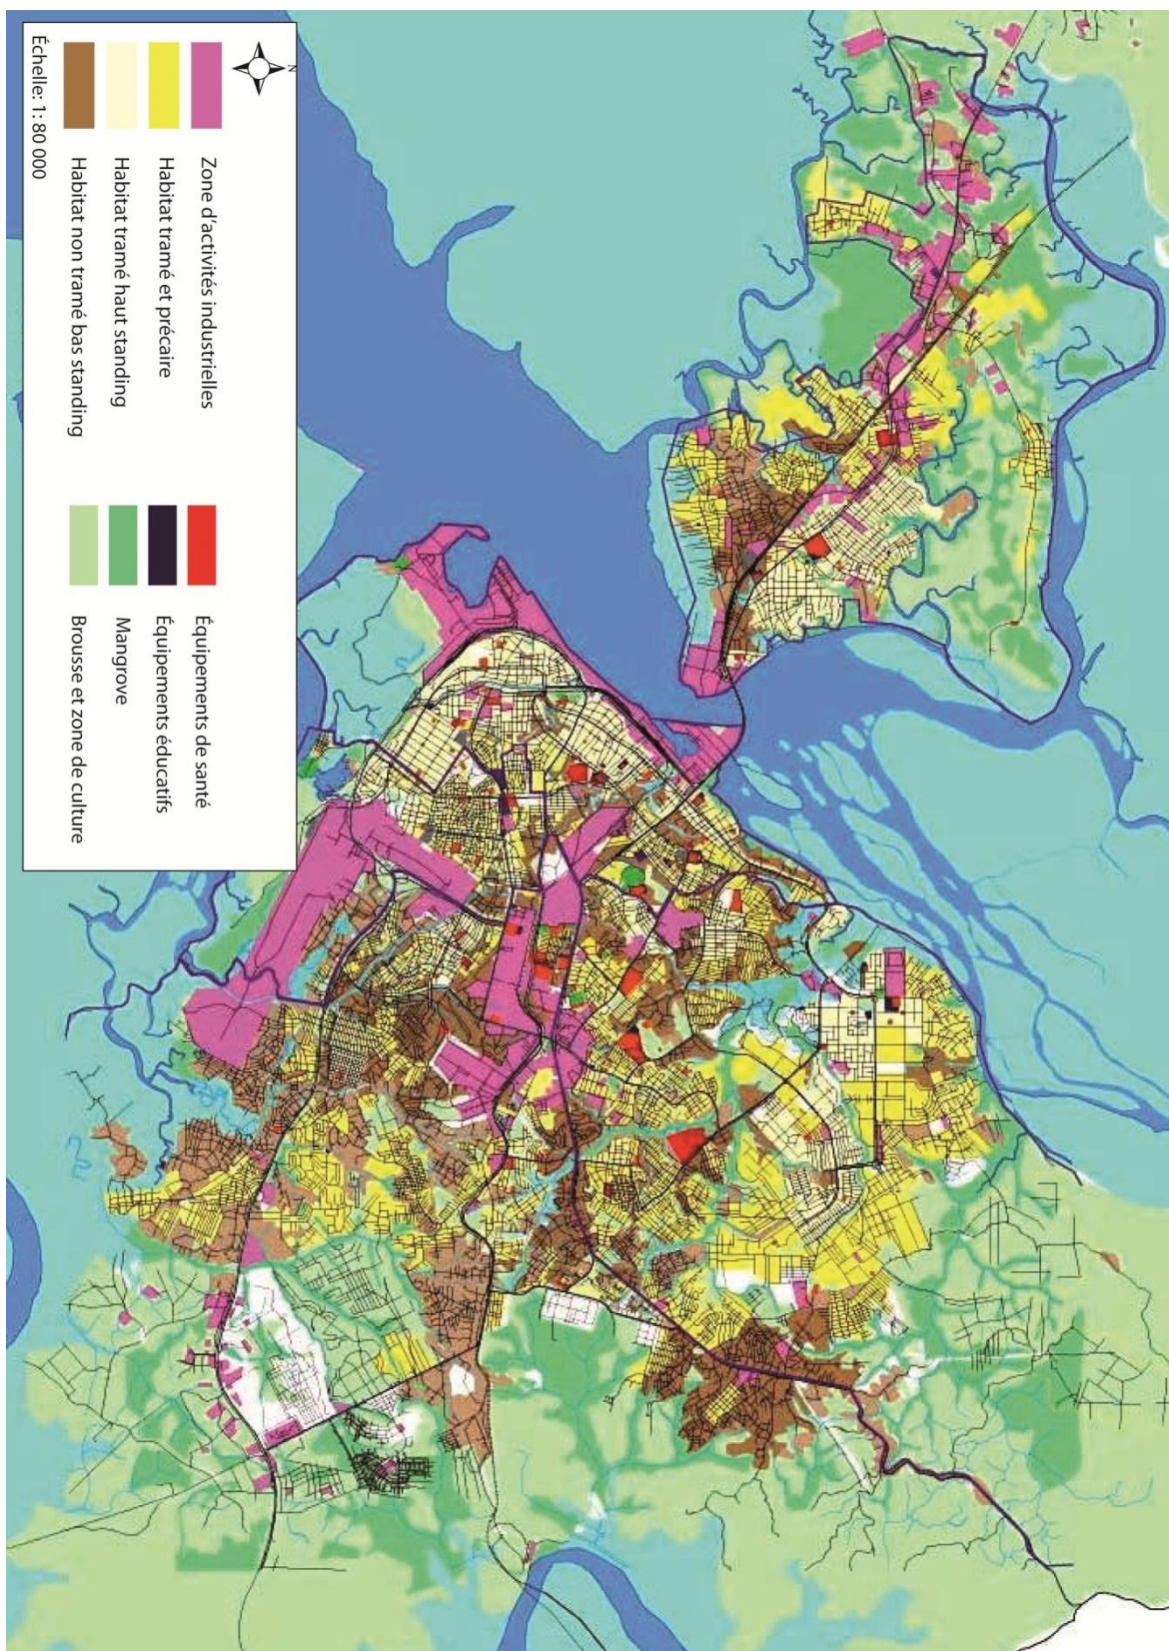 N
Zone d'activités industrielles
Habitat tramé et précaire
Habitat tramé haut standing
Habitat non tramé bas standing
Équipements de santé
Équipements éducatifs
Mangrove
Brousse et zone de culture
Échelle: 1: 80 000